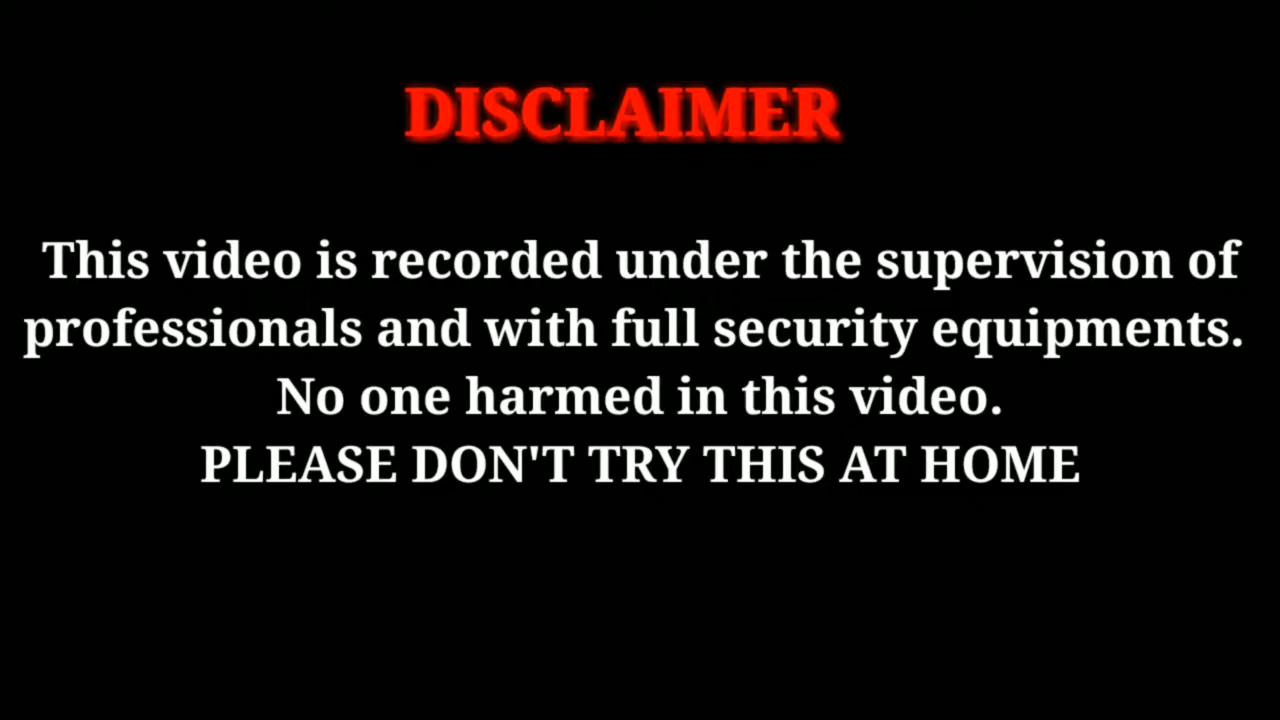 DISCLAIMER
This video is recorded under the supervision of
professionals and with full security equipments.
No one harmed in this video.
PLEASE DON'T TRY THIS AT HOME